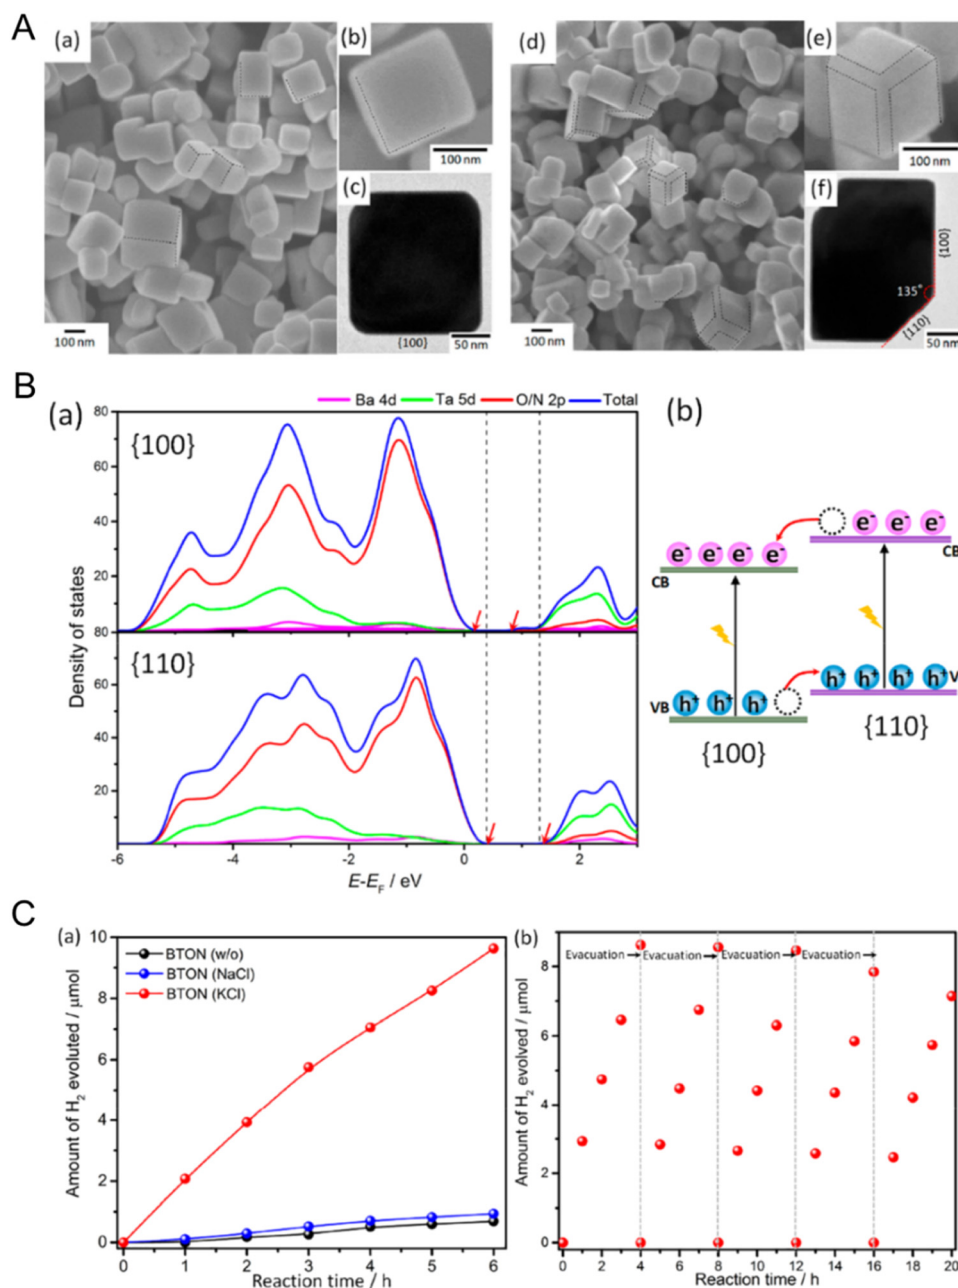 A
(a)
100 nm
(b)
100 nm
(c)
{100}
50 nm
(d)
100 nm
(e)
100 nm
(f)
{100}
135°
{110}
50 nm
B
(a)
Ba 4d Ta 5d O/N 2p Total
{100}
80
60
40
20
80
{110}
60
40
20
Density of states
-6 -4 -2 0 2
E-EF / eV
(b)
e- e- e-
CB
e- e- e- e-
CB
h+ h+ h+ h+
V
h+ h+ h+
VB
{100}
{110}
C
(a)
BTON (w/o)
BTON (NaCl)
BTON (KCl)
10
8
6
4
2
0
Amount of H2 evoluted / μmol
0 1 2 3 4 5 6
Reaction time / h
(b)
Evacuation Evacuation Evacuation Evacuation
8
6
4
2
0
Amount of H2 evolved / μmol
0 2 4 6 8 10 12 14 16 18 20
Reaction time / h